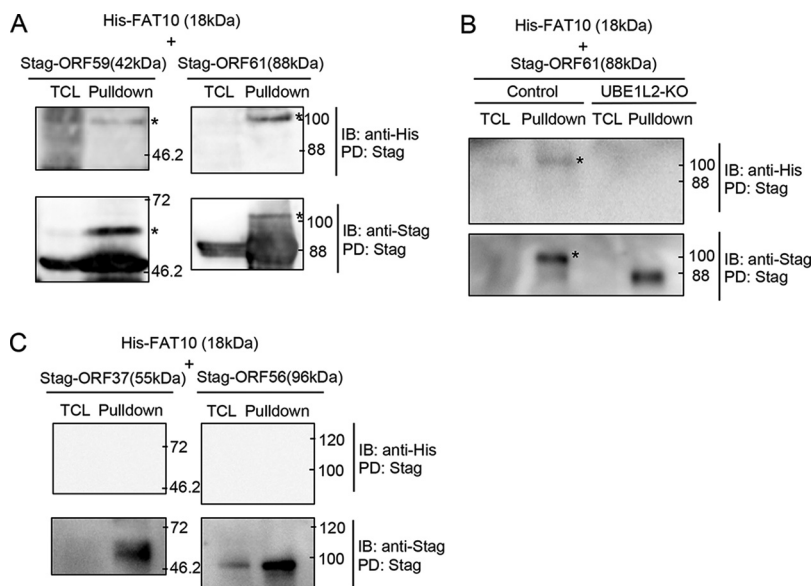 A
His-FAT10 (18kDa)
+
Stag-ORF59(42kDa) Stag-ORF61(88kDa)
TCL Pulldown TCL Pulldown
* 46.2
* 100 88
IB: anti-His
PD: Stag
72 * 46.2
* 100 88
IB: anti-Stag
PD: Stag
B
His-FAT10 (18kDa)
+
Stag-ORF61(88kDa)
Control UBE1L2-KO
TCL Pulldown TCL Pulldown
* 100 88
IB: anti-His
PD: Stag
* 100 88
IB: anti-Stag
PD: Stag
C
His-FAT10 (18kDa)
+
Stag-ORF37(55kDa) Stag-ORF56(96kDa)
TCL Pulldown TCL Pulldown
72 46.2
120 100
IB: anti-His
PD: Stag
72 46.2
120 100
IB: anti-Stag
PD: Stag